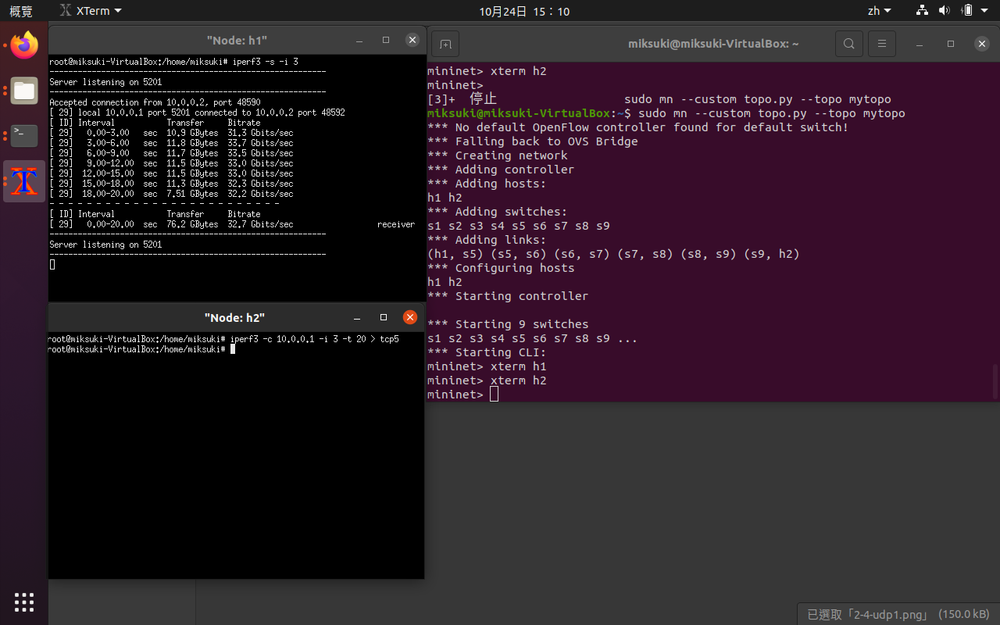 概覽
XTerm
10月24日 15：10
zh
"Node: h1"
root@miksuki-VirtualBox:/home/miksuki# iperf3 -s -i 3
-----------------------------------------------------------
Server listening on 5201
-----------------------------------------------------------
Accepted connection from 10.0.0.2, port 48590
[ 29] local 10.0.0.1 port 5201 connected to 10.0.0.2 port 48592
[ ID] Interval           Transfer     Bitrate
[ 29]   0.00-3.00   sec  10.9 GBytes  31.3 Gbits/sec
[ 29]   3.00-6.00   sec  11.8 GBytes  33.7 Gbits/sec
[ 29]   6.00-9.00   sec  11.7 GBytes  33.5 Gbits/sec
[ 29]   9.00-12.00  sec  11.5 GBytes  33.0 Gbits/sec
[ 29]  12.00-15.00  sec  11.5 GBytes  33.0 Gbits/sec
[ 29]  15.00-18.00  sec  11.3 GBytes  32.3 Gbits/sec
[ 29]  18.00-20.00  sec  7.51 GBytes  32.2 Gbits/sec
- - - - - - - - - - - - - - - - - - - - - - - - -
[ ID] Interval           Transfer     Bitrate
[ 29]   0.00-20.00  sec  76.2 GBytes  32.7 Gbits/sec                  receiver
-----------------------------------------------------------
Server listening on 5201
-----------------------------------------------------------
"Node: h2"
root@miksuki-VirtualBox:/home/miksuki# iperf3 -c 10.0.0.1 -i 3 -t 20 > tcp5
root@miksuki-VirtualBox:/home/miksuki#
miksuki@miksuki-VirtualBox: ~
mininet> xterm h2
mininet>
[3]+  停止                  sudo mn --custom topo.py --topo mytopo
miksuki@miksuki-VirtualBox:~$ sudo mn --custom topo.py --topo mytopo
*** No default OpenFlow controller found for default switch!
*** Falling back to OVS Bridge
*** Creating network
*** Adding controller
*** Adding hosts:
h1 h2
*** Adding switches:
s1 s2 s3 s4 s5 s6 s7 s8 s9
*** Adding links:
(h1, s5) (s5, s6) (s6, s7) (s7, s8) (s8, s9) (s9, h2)
*** Configuring hosts
h1 h2
*** Starting controller
*** Starting 9 switches
s1 s2 s3 s4 s5 s6 s7 s8 s9 ...
*** Starting CLI:
mininet> xterm h1
mininet> xterm h2
mininet>
已選取「2-4-udp1.png」 (150.0 kB)